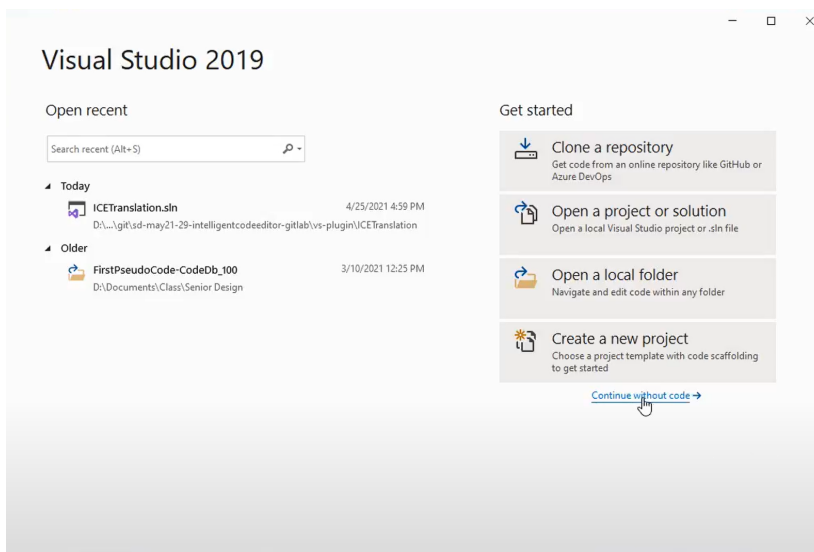 Visual Studio 2019
Open recent
Search recent (Alt+S)
Today
ICETranslation.sln
4/25/2021 4:59 PM
D:\...\git\sd-may21-29-intelligentcodeeditor-gitlab\vs-plugin\ICETranslation
Older
FirstPseudoCode-CodeDb_100
3/10/2021 12:25 PM
D:\Documents\Class\Senior Design
Get started
Clone a repository
Get code from an online repository like GitHub or
Azure DevOps
Open a project or solution
Open a local Visual Studio project or .sln file
Open a local folder
Navigate and edit code within any folder
Create a new project
Choose a project template with code scaffolding
to get started
Continue without code